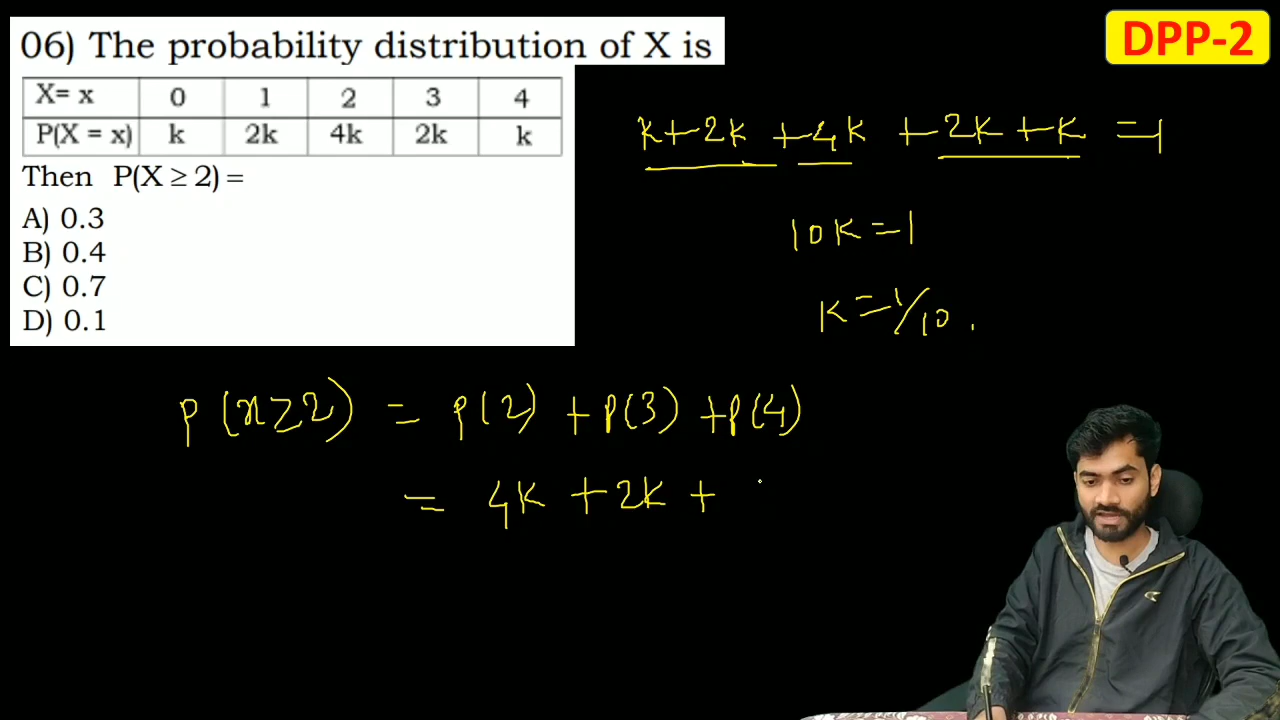 06) The probability distribution of X is
DPP-2
X= x 0 1 2 3 4
P(X = x) k 2k 4k 2k k
Then P(X ≥ 2) =
A) 0.3
B) 0.4
C) 0.7
D) 0.1
k+2k +4k +2k +k =1
10k=1
k=1/10.
P(x≥2) = P(2) +P(3) +P(4)
= 4k +2k +